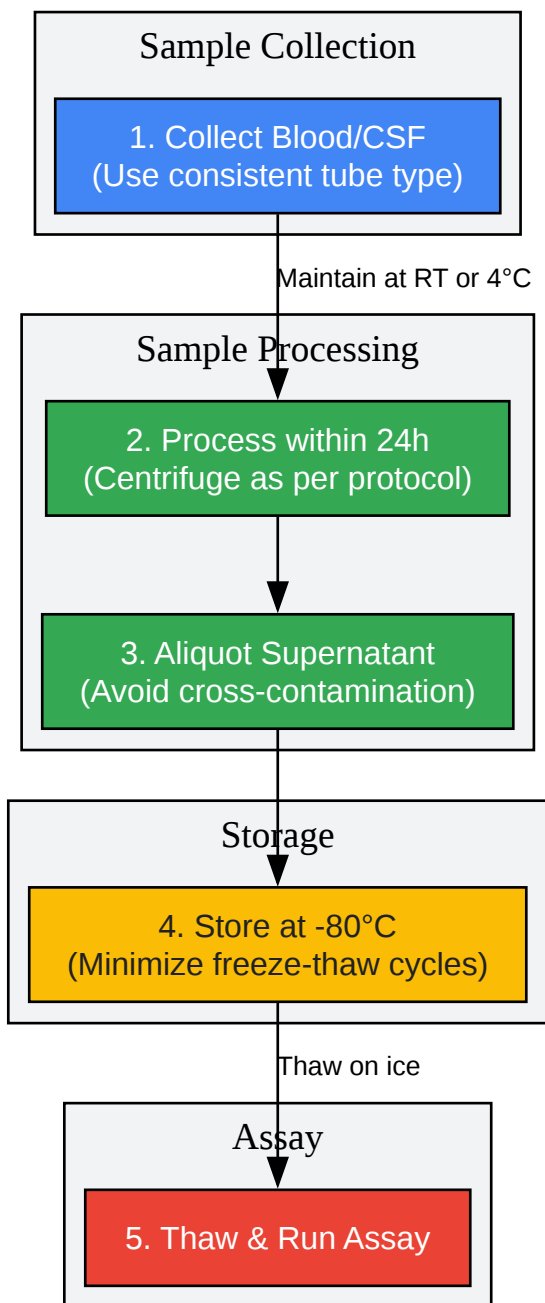 Sample Collection
1. Collect Blood/CSF
(Use consistent tube type)
Maintain at RT or 4°C
Sample Processing
2. Process within 24h
(Centrifuge as per protocol)
3. Aliquot Supernatant
(Avoid cross-contamination)
Storage
4. Store at -80°C
(Minimize freeze-thaw cycles)
Thaw on ice
Assay
5. Thaw & Run Assay